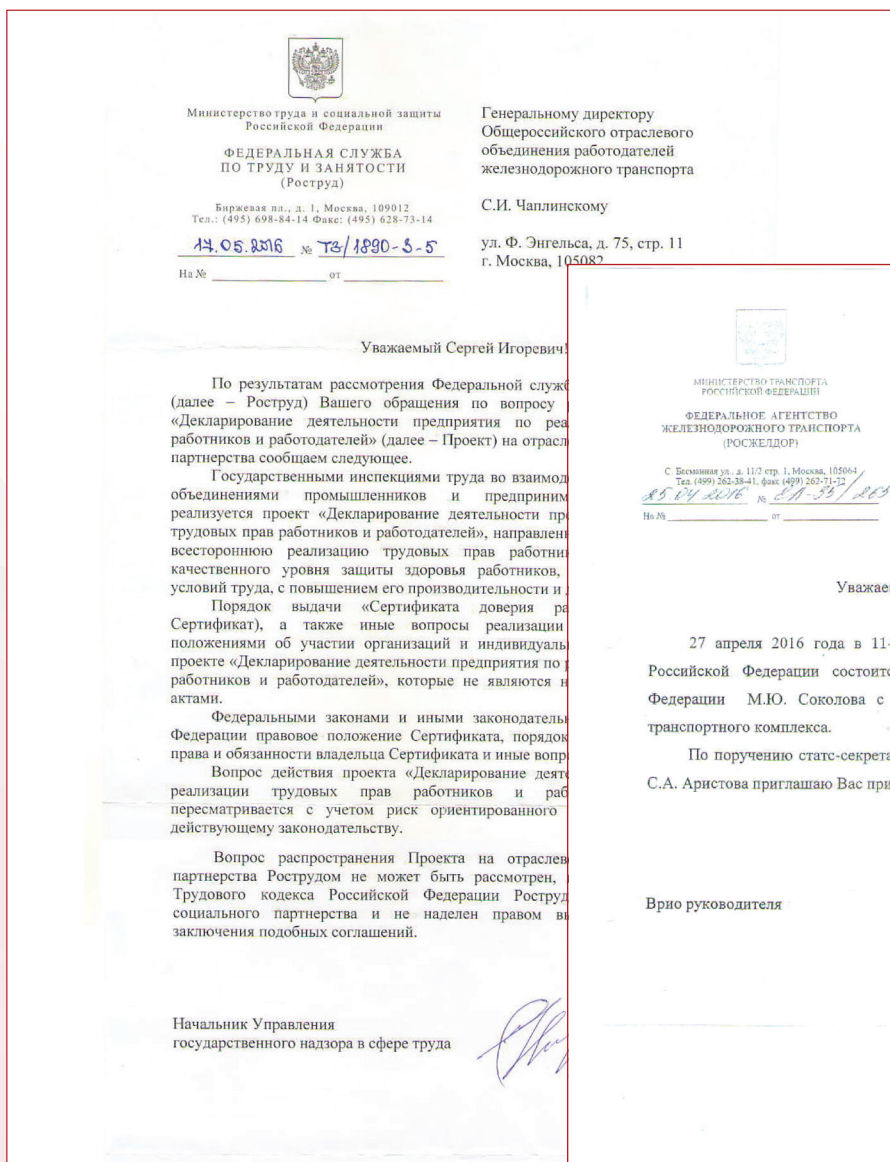 Министерство труда и социальной защиты
Российской Федерации
ФЕДЕРАЛЬНАЯ СЛУЖБА
ПО ТРУДУ И ЗАНЯТОСТИ
(Роструд)
Биржевая пл., д. 1, Москва, 109012
Тел.: (495) 698-84-14 Факс: (495) 628-73-14
17.05.2016 № ТЗ/1890-3-5
На № от
Генеральному директору
Общероссийского отраслевого
объединения работодателей
железнодорожного транспорта
С.И. Чаплинскому
ул. Ф. Энгельса, д. 75, стр. 11
г. Москва, 105082
Уважаемый Сергей Игоревич!
По результатам рассмотрения Федеральной служб
(далее – Роструд) Вашего обращения по вопросу
«Декларирование деятельности предприятия по реа
работников и работодателей» (далее – Проект) на отрасл
партнерства сообщаем следующее.
Государственными инспекциями труда во взаимод
объединениями промышленников и предприним
реализуется проект «Декларирование деятельности пре
трудовых прав работников и работодателей», направлен
всестороннюю реализацию трудовых прав работни
качественного уровня защиты здоровья работников,
условий труда, с повышением его производительности и
Порядок выдачи «Сертификата доверия ра
Сертификат), а также иные вопросы реализации
положениями об участии организаций и индивидуаль
проекте «Декларирование деятельности предприятия по
работников и работодателей», которые не являются н
актами.
Федеральными законами и иными законодатель
Федерации правовое положение Сертификата, порядок
права и обязанности владельца Сертификата и иные вопр
Вопрос действия проекта «Декларирование деят
реализации трудовых прав работников и раб
пересматривается с учетом риск ориентированного
действующему законодательству.
Вопрос распространения Проекта на отраслев
партнерства Рострудом не может быть рассмотрен,
Трудового кодекса Российской Федерации Роструд
социального партнерства и не наделен правом вы
заключения подобных соглашений.
Начальник Управления
государственного надзора в сфере труда
МИНИСТЕРСТВО ТРАНСПОРТА
РОССИЙСКОЙ ФЕДЕРАЦИИ
ФЕДЕРАЛЬНОЕ АГЕНТСТВО
ЖЕЛЕЗНОДОРОЖНОГО ТРАНСПОРТА
(РОСЖЕЛДОР)
С. Басманная ул., д. 11/2 стр. 1, Москва, 105064
Тел. (499) 262-38-41, факс (499) 262-71-72
25 04 2016 №
На № от
Уважае
27 апреля 2016 года в 11-
Российской Федерации состоитс
Федерации М.Ю. Соколова с
транспортного комплекса.
По поручению статс-секрета
С.А. Аристова приглашаю Вас при
Врио руководителя